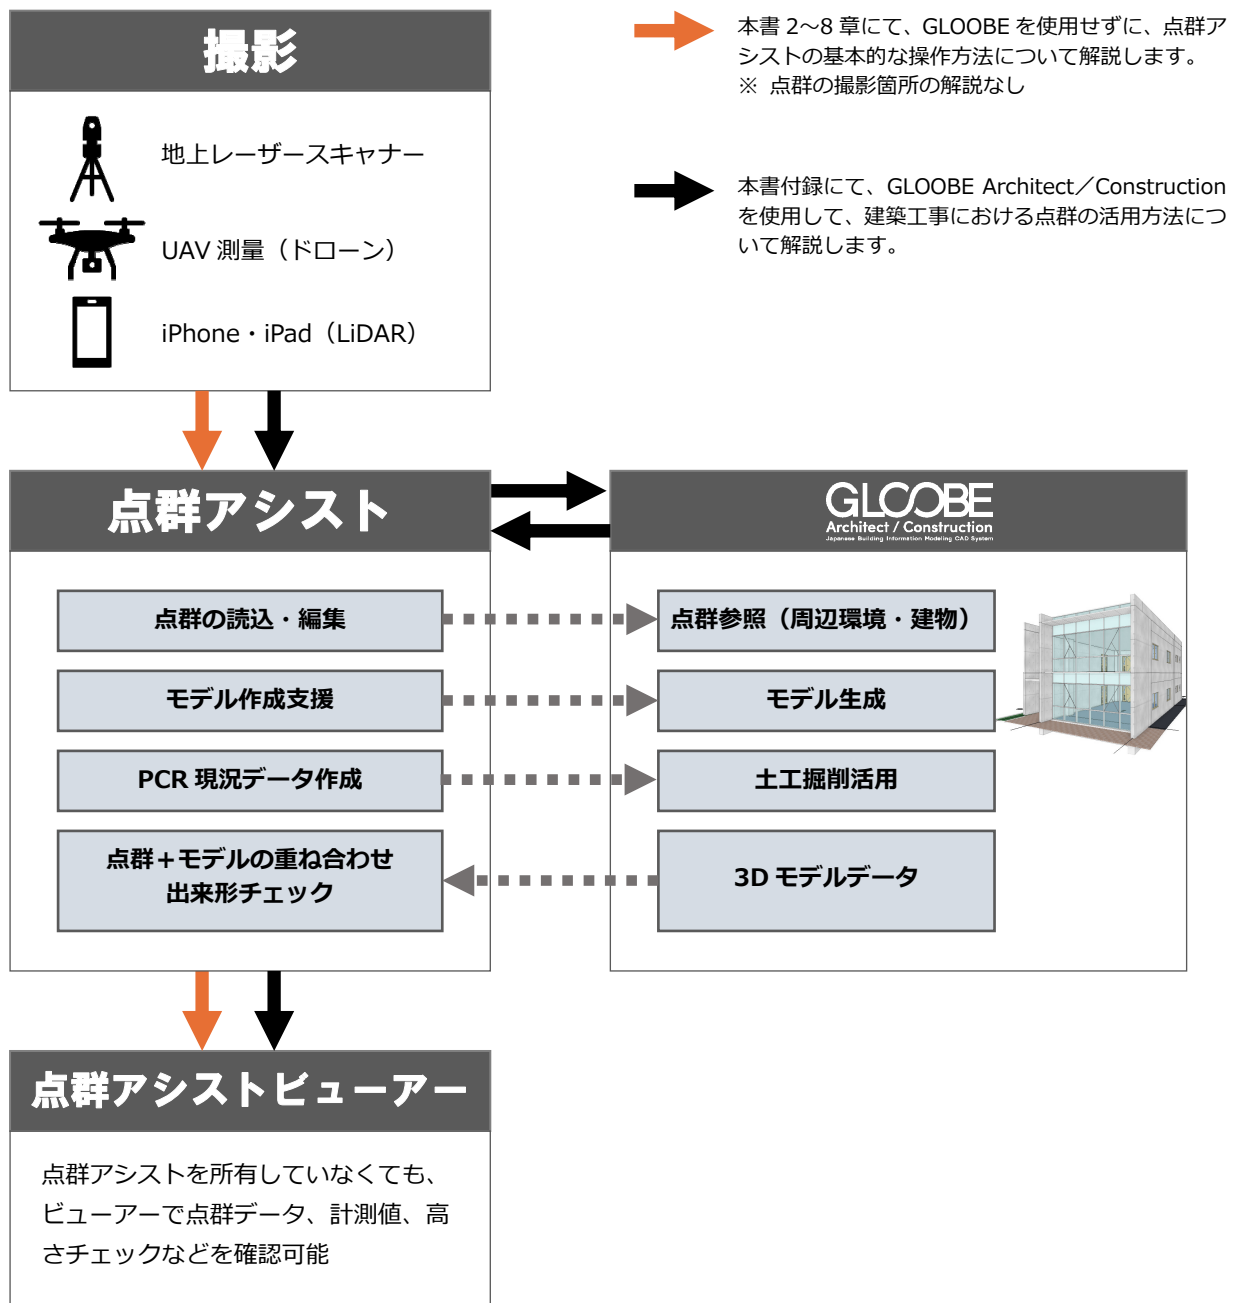 撮影
地上レーザースキャナー
UAV 測量（ドローン）
iPhone・iPad（LiDAR）
本書 2～8 章にて、GLOOBE を使用せずに、点群ア
シストの基本的な操作方法について解説します。
※ 点群の撮影箇所の解説なし
本書付録にて、GLOOBE Architect／Construction
を使用して、建築工事における点群の活用方法につ
いて解説します。
点群アシスト
点群の読込・編集
モデル作成支援
PCR 現況データ作成
点群＋モデルの重ね合わせ
出来形チェック
GLOOBE
Architect / Construction
Japanese Building Information Modeling CAD System
点群参照（周辺環境・建物）
モデル生成
土工掘削活用
3D モデルデータ
点群アシストビューアー
点群アシストを所有していなくても、
ビューアーで点群データ、計測値、高
さチェックなどを確認可能